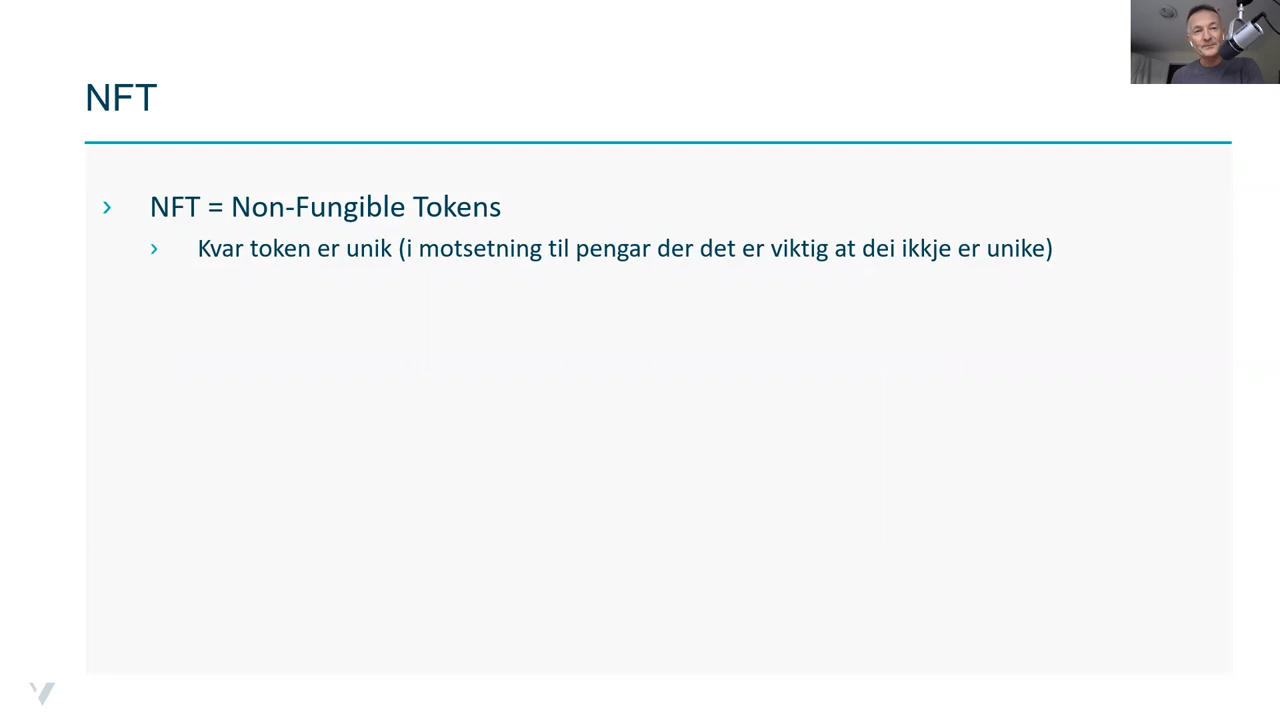 NFT
NFT = Non-Fungible Tokens
Kvar token er unik (i motsetning til pengar der det er viktig at dei ikkje er unike)